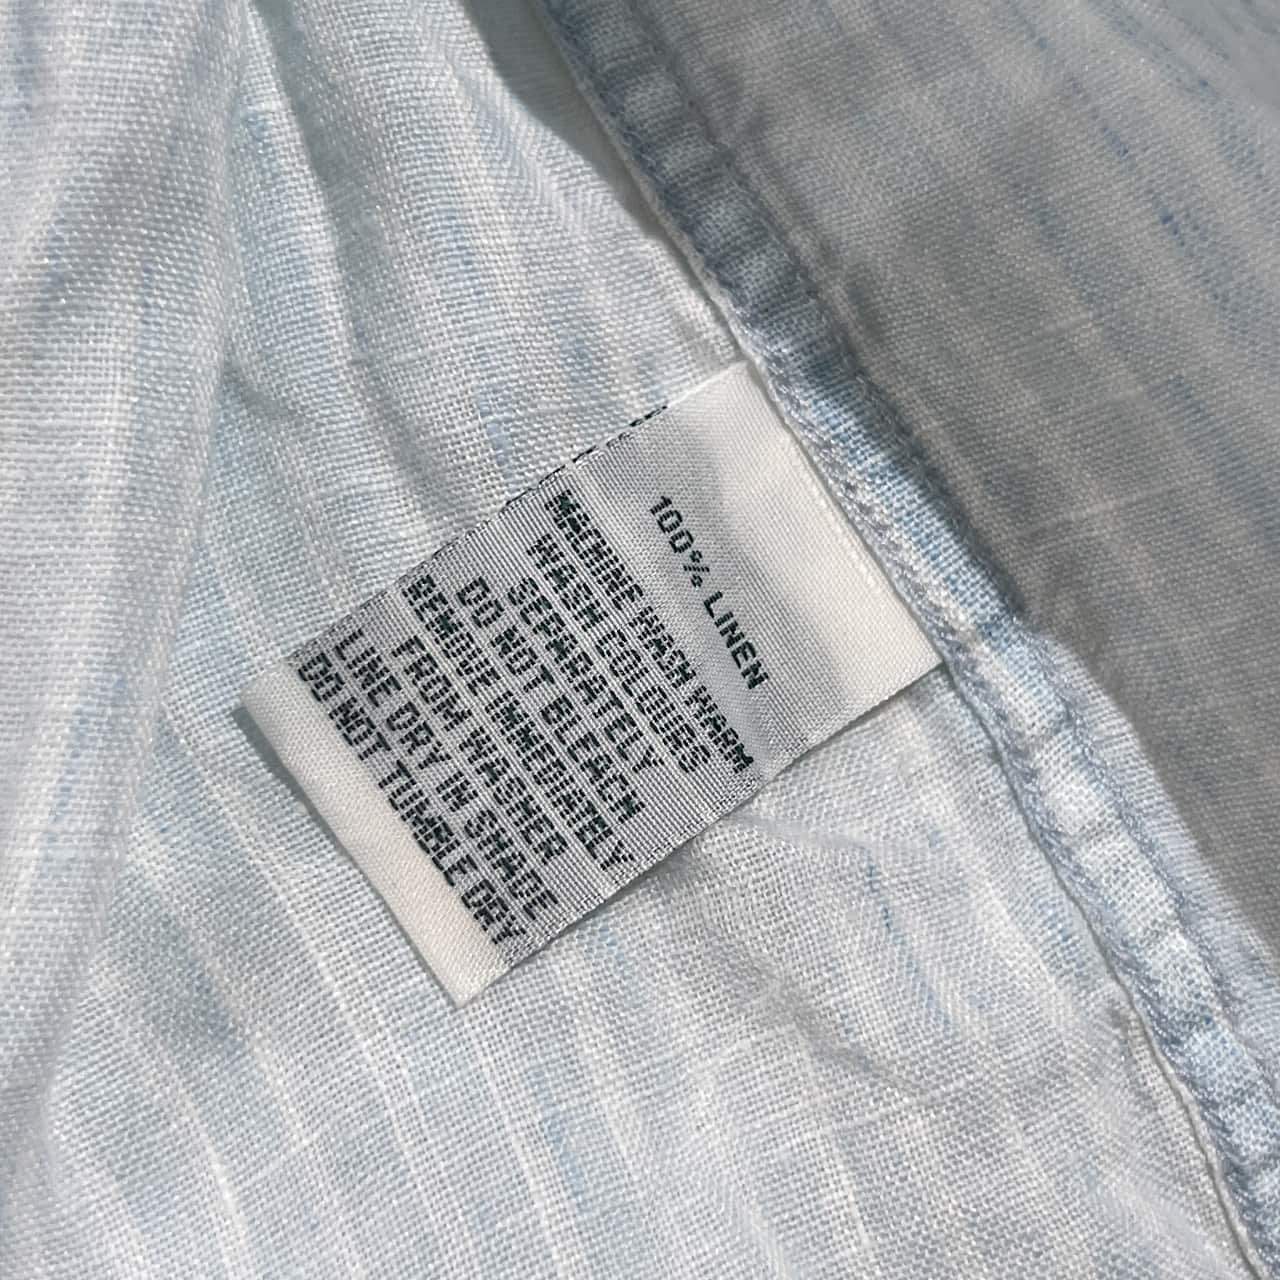 100% LINEN
MACHINE WASH WARM
WASH COLOURS
SEPARATELY
DO NOT BLEACH
REMOVE IMMEDIATELY
FROM WASHER
LINE DRY IN SHADE
DO NOT TUMBLE DRY